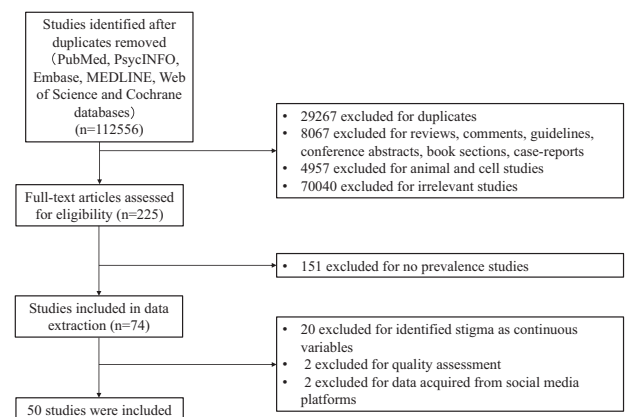 Studies identified after
duplicates removed
（PubMed, PsycINFO,
Embase, MEDLINE, Web
of Science and Cochrane
databases）
(n=112556)
• 29267 excluded for duplicates
• 8067 excluded for reviews, comments, guidelines,
conference abstracts, book sections, case-reports
• 4957 excluded for animal and cell studies
• 70040 excluded for irrelevant studies
Full-text articles assessed
for eligibility (n=225)
• 151 excluded for no prevalence studies
Studies included in data
extraction (n=74)
• 20 excluded for identified stigma as continuous
variables
• 2 excluded for quality assessment
• 2 excluded for data acquired from social media
platforms
50 studies were included